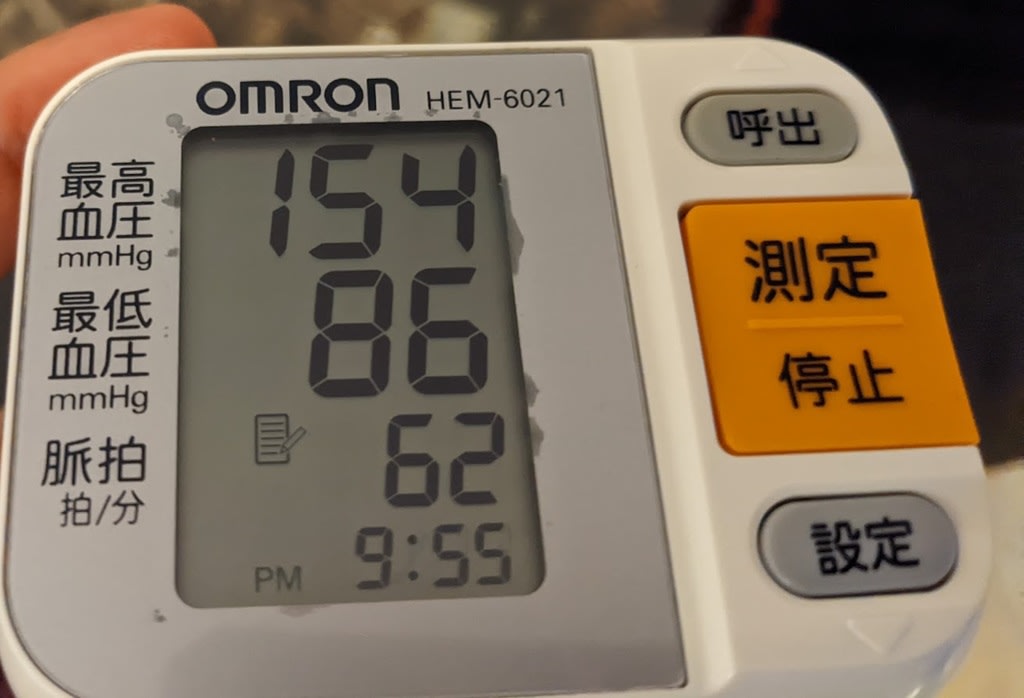 OMRON HEM-6021
最高
血圧
mmHg
154
最低
血圧
mmHg
86
脈拍
拍/分
62
PM 9:55
呼出
測定
停止
設定